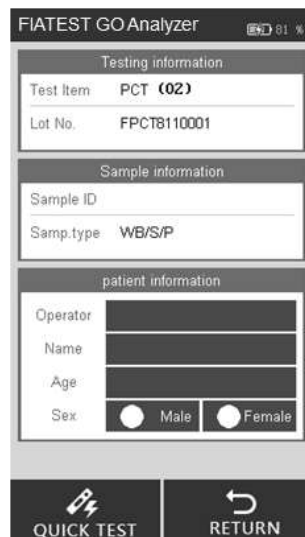 FIATEST GO Analyzer 81 %
Testing information
Test Item PCT (02)
Lot No. FPCT8110001
Sample information
Sample ID
Samp.type WB/S/P
patient information
Operator
Name
Age
Sex Male Female
QUICK TEST RETURN